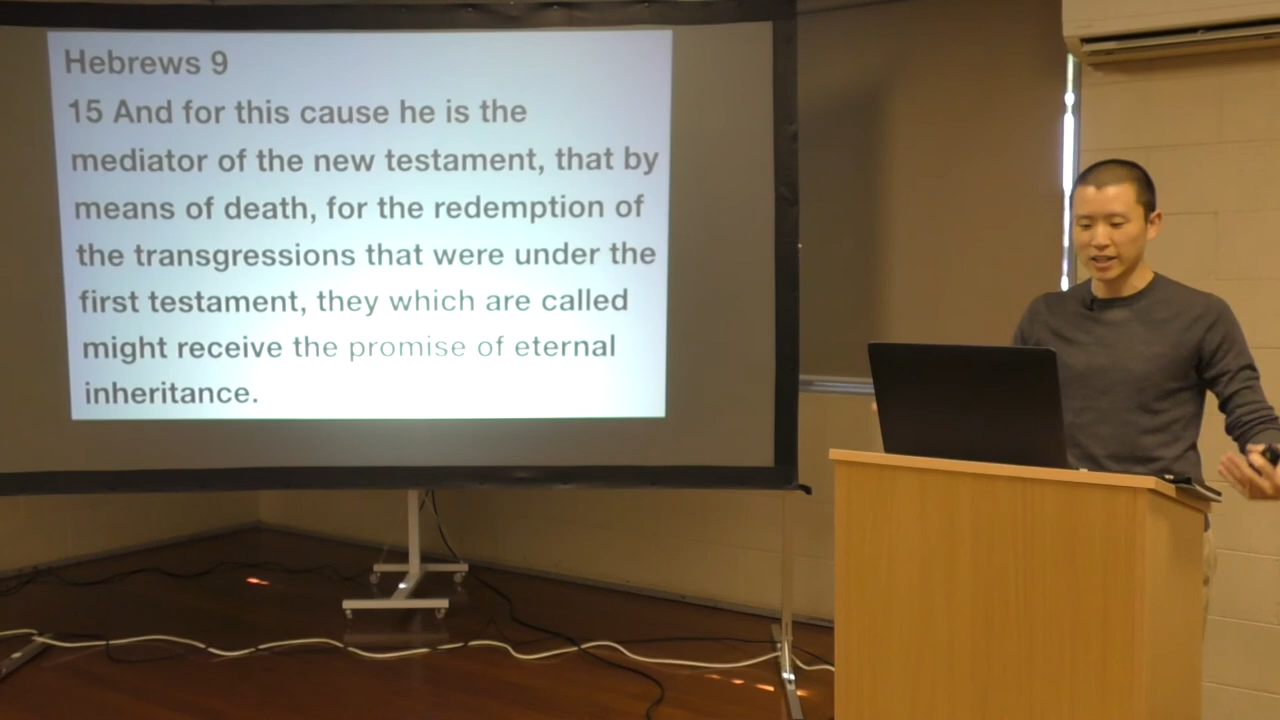 Hebrews 9
15 And for this cause he is the
mediator of the new testament, that by
means of death, for the redemption of
the transgressions that were under the
first testament, they which are called
might receive the promise of eternal
inheritance.